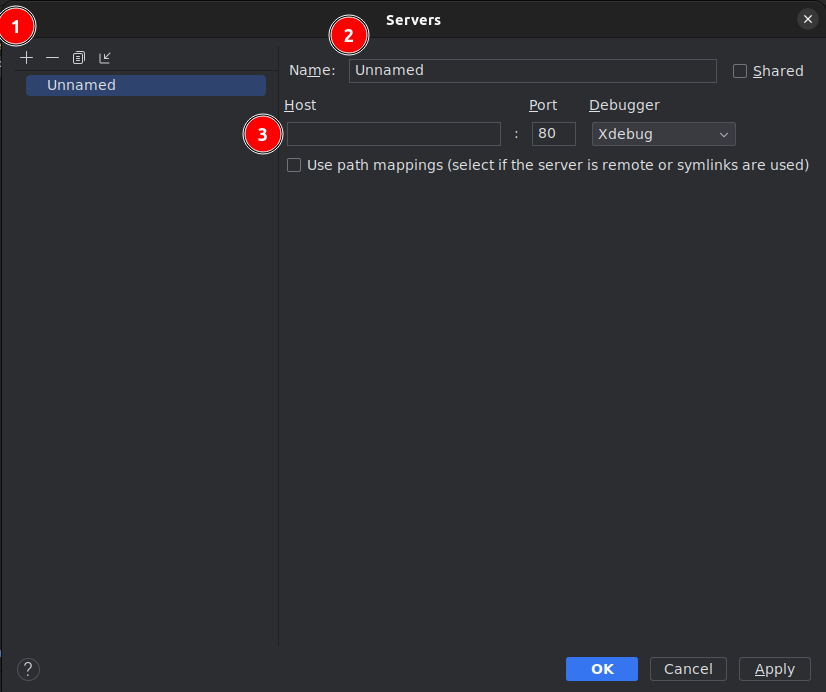 1
Servers
2
Name: Unnamed Shared
Unnamed
Host Port Debugger
3 : 80 Xdebug
Use path mappings (select if the server is remote or symlinks are used)
? OK Cancel Apply